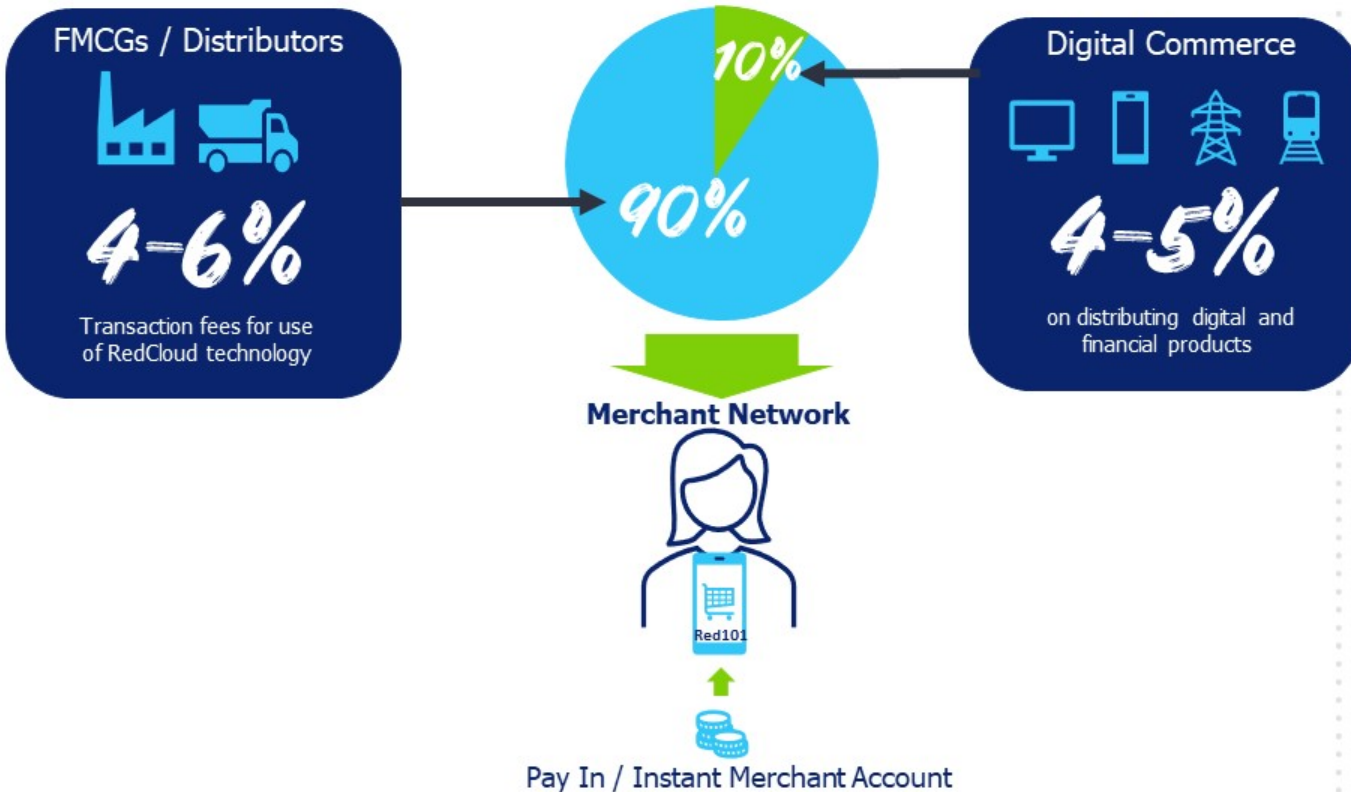 FMCGs / Distributors
4-6%
Transaction fees for use
of RedCloud technology
10%
90%
Digital Commerce
4-5%
on distributing digital and
financial products
Merchant Network
Red101
Pay In / Instant Merchant Account